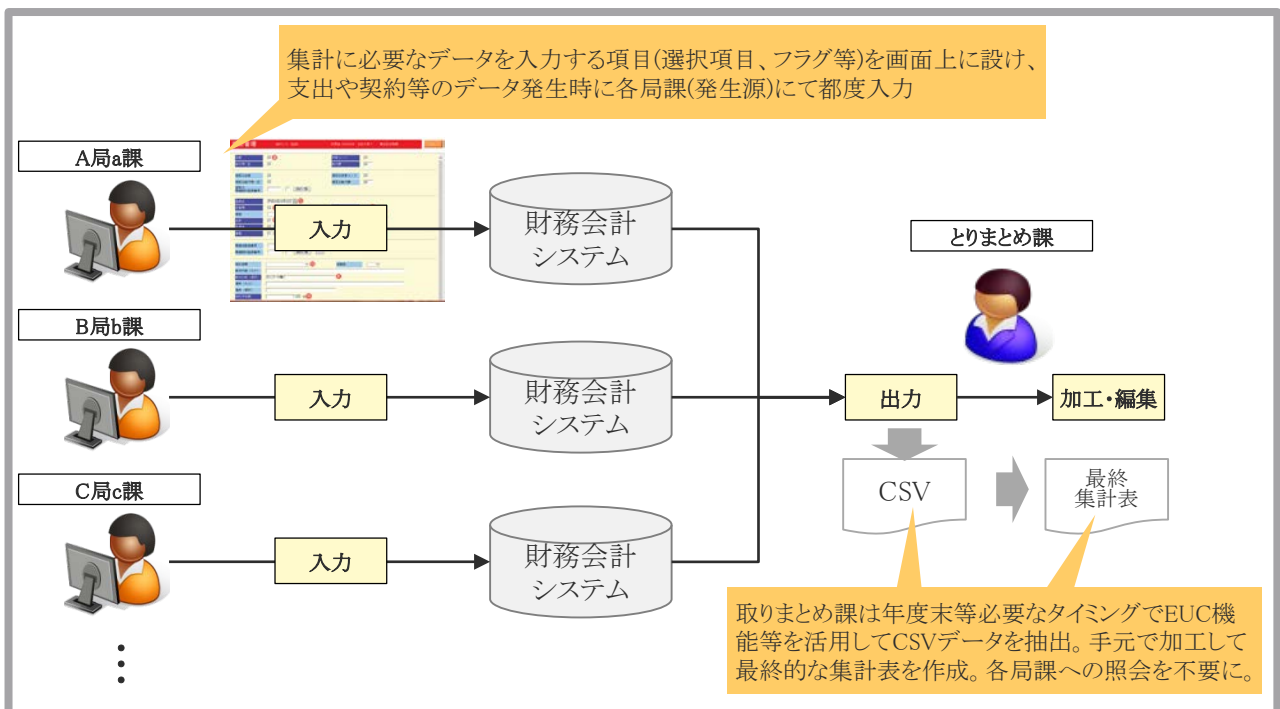 集計に必要なデータを入力する項目(選択項目、フラグ等)を画面上に設け、
支出や契約等のデータ発生時に各局課(発生源)にて都度入力
A局a課
入力
財務会計
システム
とりまとめ課
B局b課
入力
財務会計
システム
出力
加工・編集
CSV
最終
集計表
C局c課
入力
財務会計
システム
取りまとめ課は年度末等必要なタイミングでEUC機
能等を活用してCSVデータを抽出。手元で加工して
最終的な集計表を作成。各局課への照会を不要に。